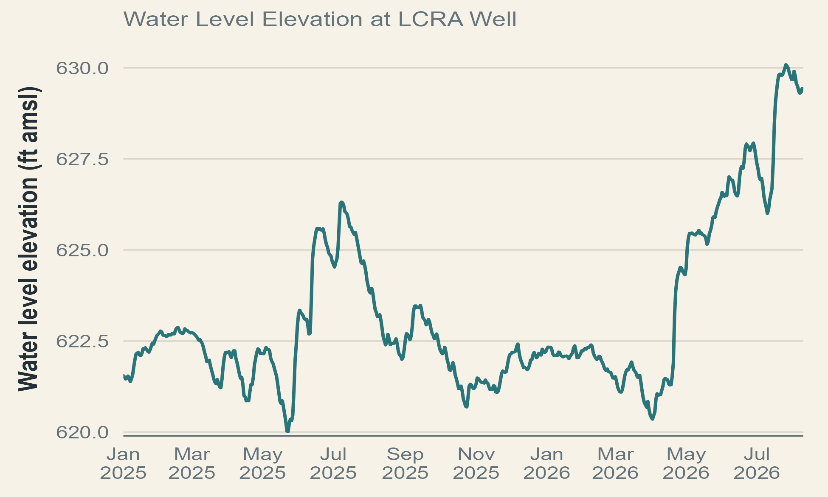 Water Level Elevation at LCRA Well
Water level elevation (ft amsl)
630.0
627.5
625.0
622.5
620.0
Jan Mar May Jul Sep Nov Jan Mar May Jul
2025 2025 2025 2025 2025 2025 2026 2026 2026 2026